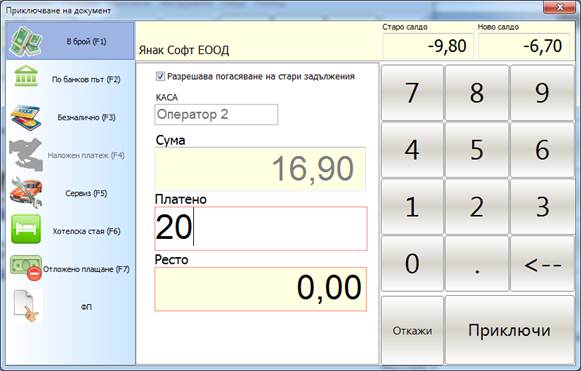 Приключване на документ
В брой (F1)
По банков път (F2)
Безналично (F3)
Наложен платеж (F4)
Сервиз (F5)
Хотелска стая (F6)
Отложено плащане (F7)
ФП
Янак Софт ЕООД
Старо салдо
-9,80
Ново салдо
-6,70
Разрешава погасяване на стари задължения
КАСА
Оператор 2
Сума
16,90
Платено
20
Ресто
0,00
7 8 9
4 5 6
1 2 3
0 . <--
Откажи
Приключи